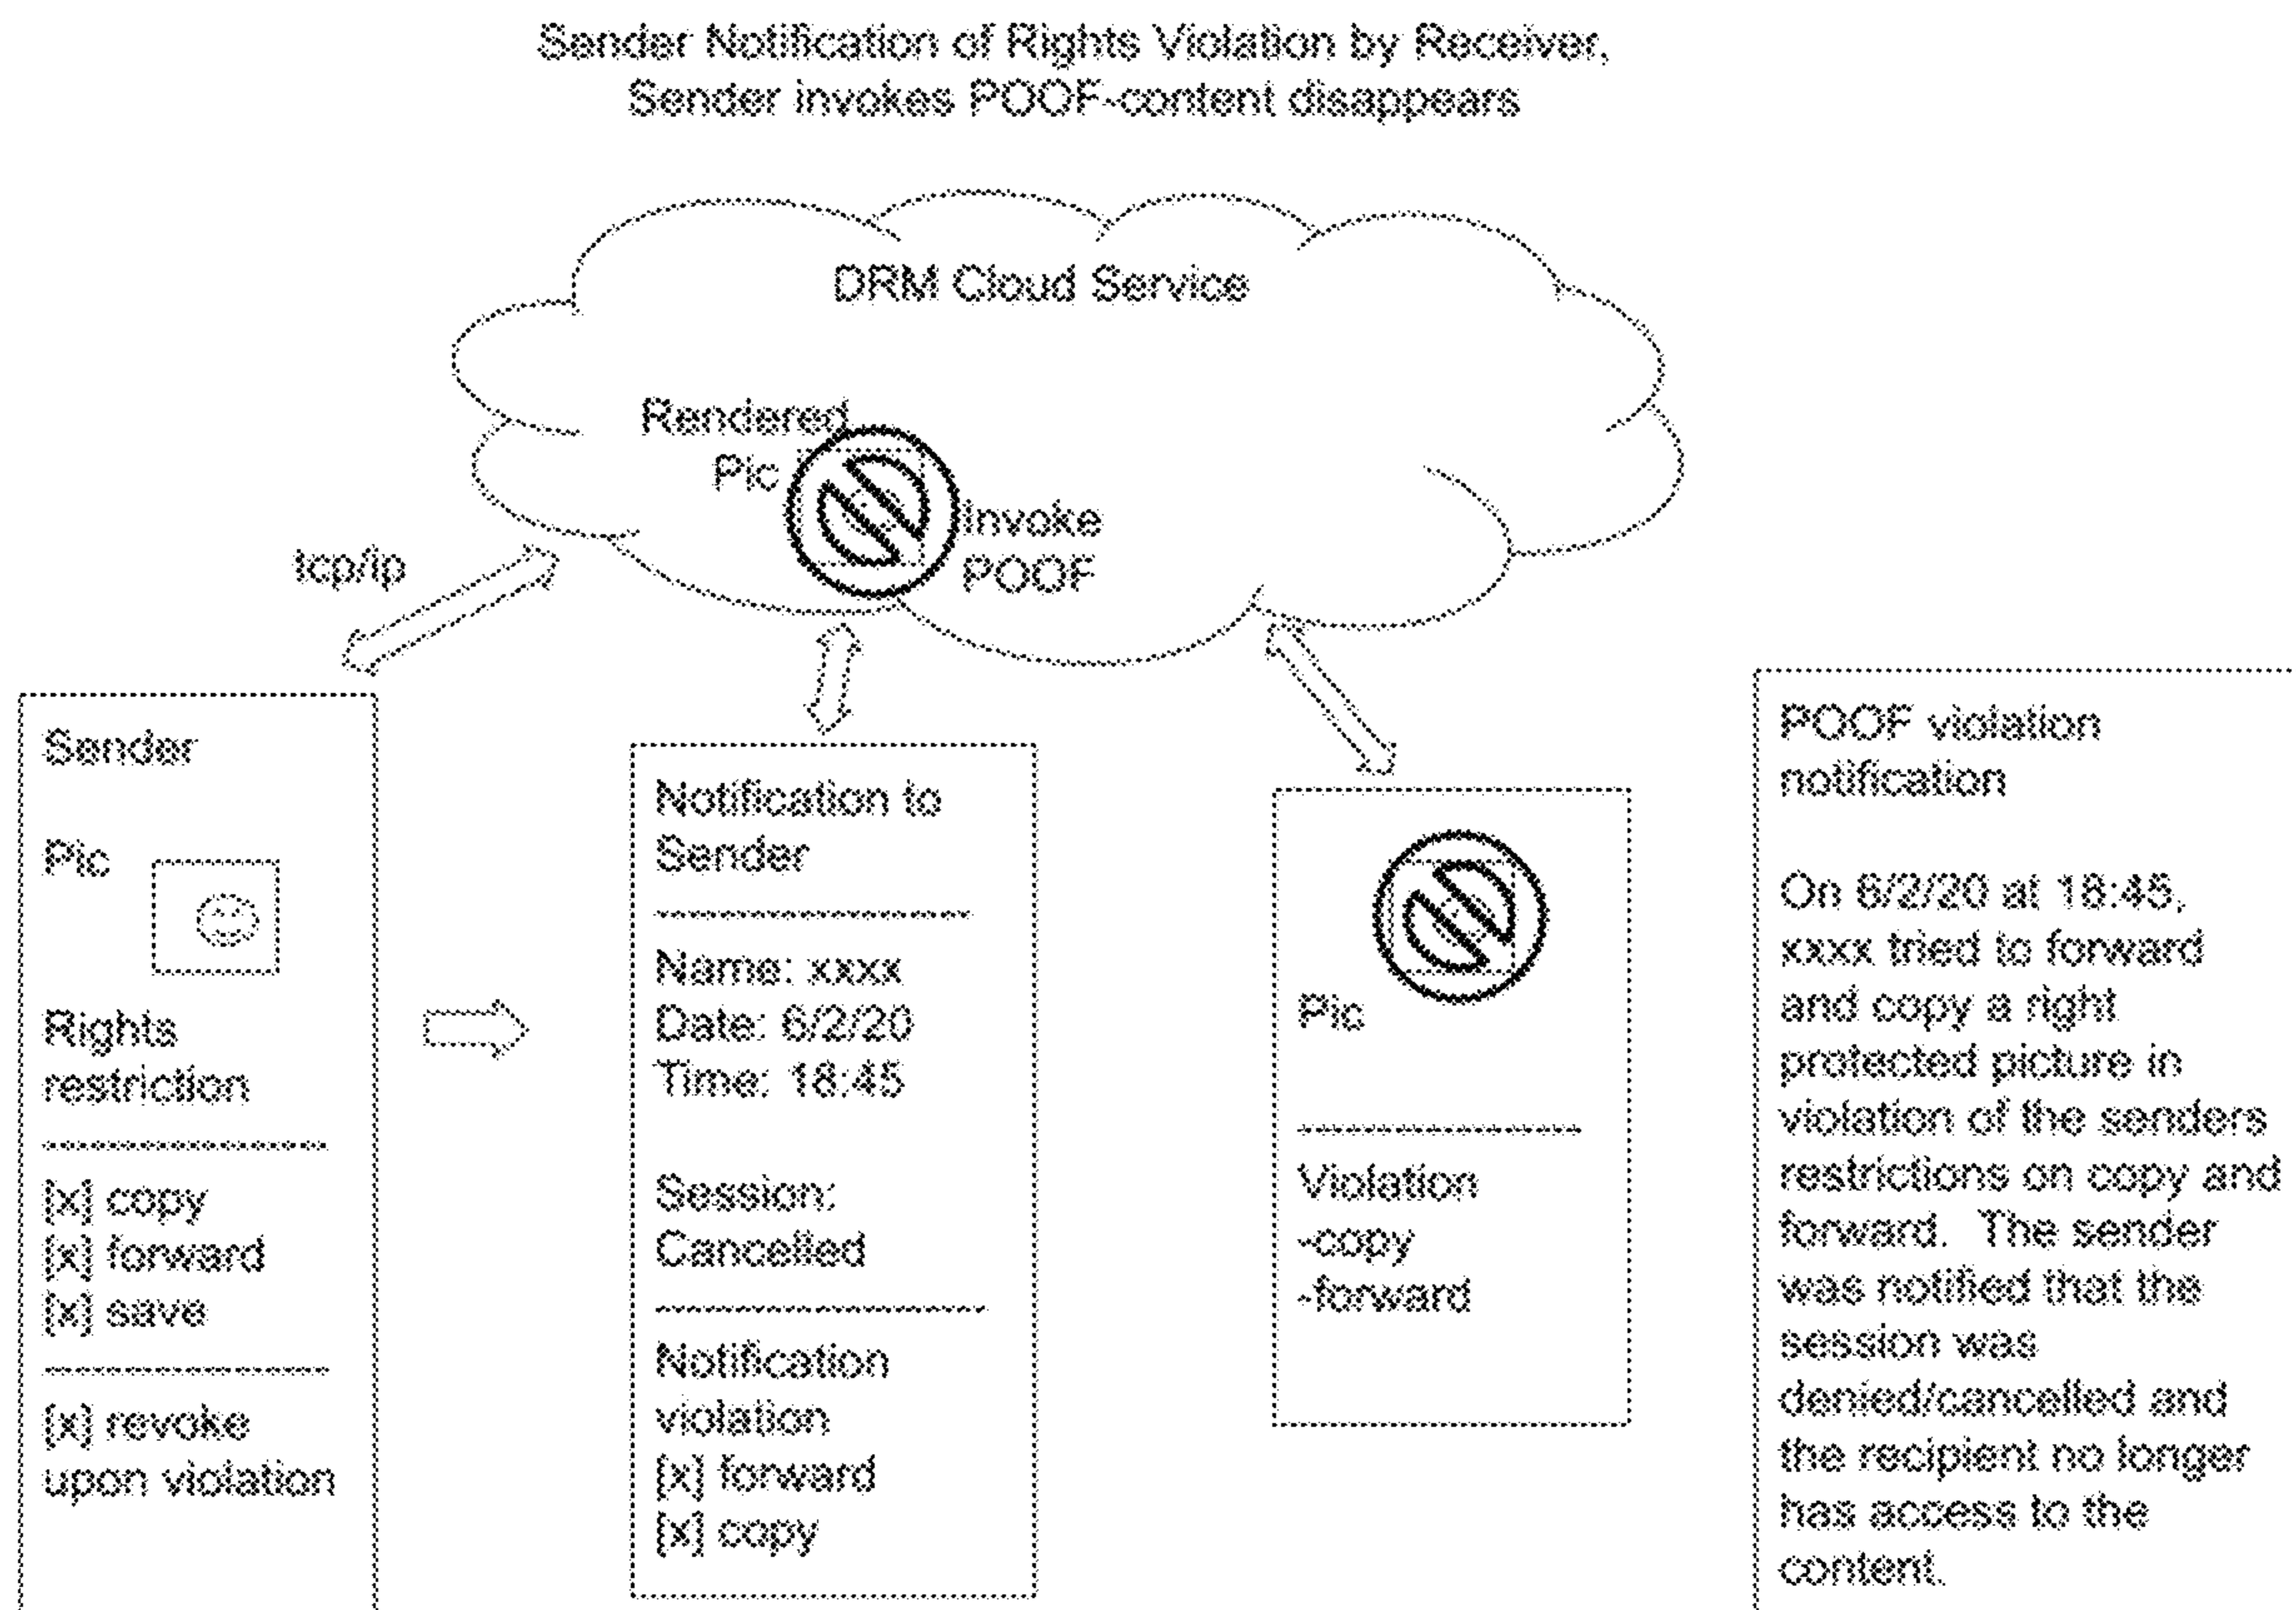 Sender Notification of Rights Violation by Receiver,
Sender invokes POOF-content disappears
DRM Cloud Service
Rendered
Pic
Invoke
POOF
tcp/ip
Sender
Pic
Rights
restriction
[x] copy
[x] forward
[x] save
[x] revoke
upon violation
Notification to
Sender
Name: xxxx
Date: 6/2/20
Time: 18:45
Session:
Cancelled
Notification
violation
[x] forward
[x] copy
Pic
Violation
-copy
-forward
POOF violation
notification
On 6/2/20 at 18:45,
xxxx tried to forward
and copy a right
protected picture in
violation of the senders
restrictions on copy and
forward. The sender
was notified that the
session was
denied/cancelled and
the recipient no longer
has access to the
content.